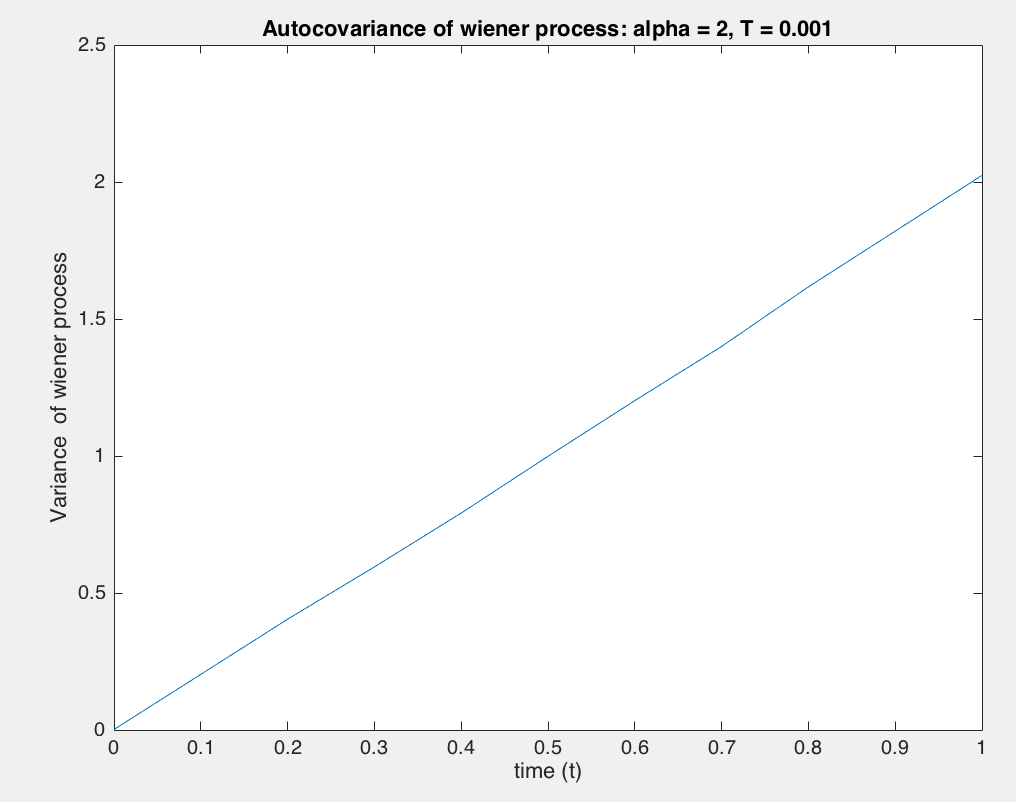 Autocovariance of wiener process: alpha = 2, T = 0.001
2.5
2
1.5
1
0.5
0
Variance  of wiener process
0 0.1 0.2 0.3 0.4 0.5 0.6 0.7 0.8 0.9 1
time (t)